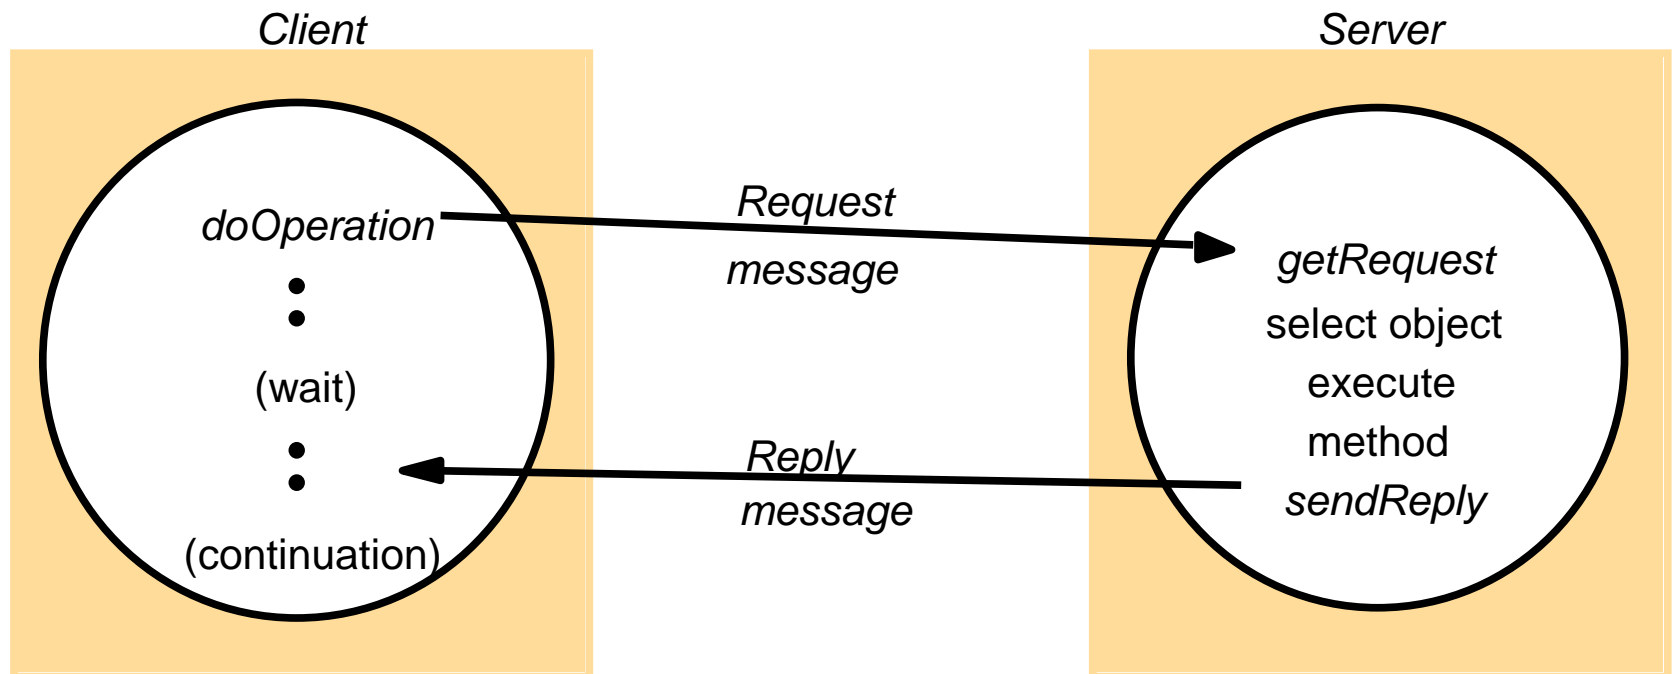 Client
Server
doOperation
(wait)
(continuation)
Request
message
Reply
message
getRequest
select object
execute
method
sendReply